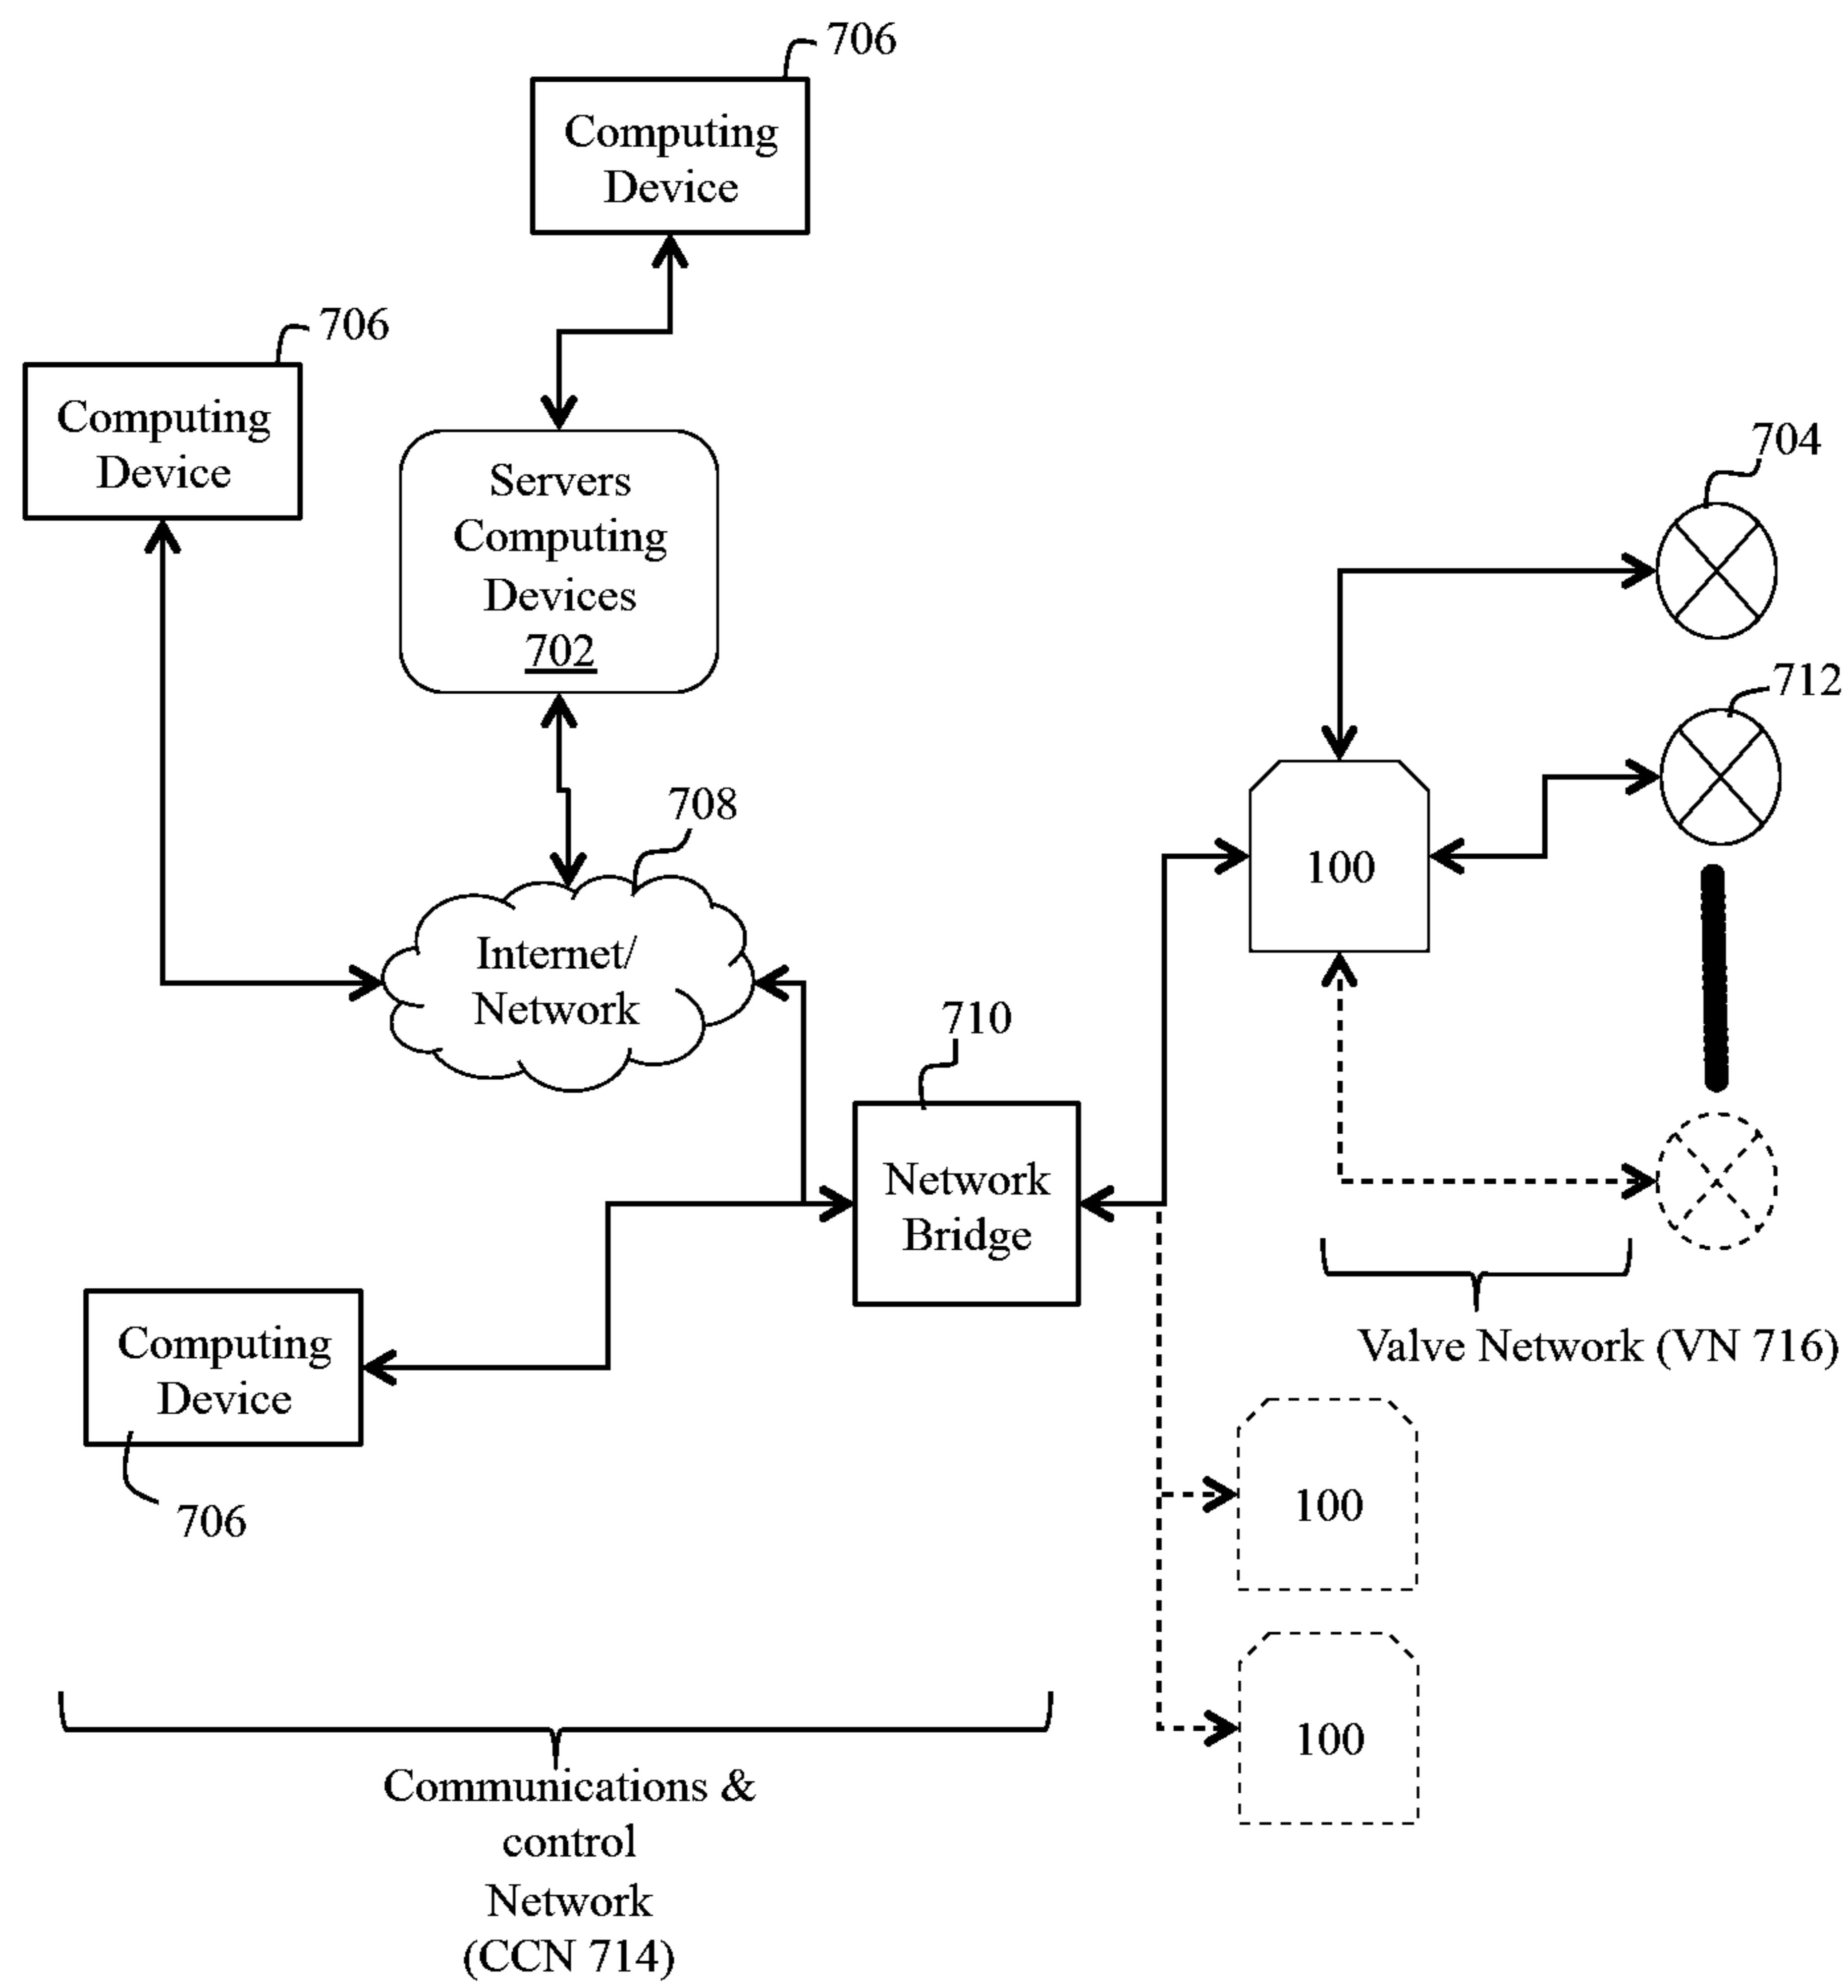 706
Computing
Device
706
Computing
Device
Servers
Computing
Devices
702
704
712
708
100
Internet/
Network
710
Network
Bridge
Computing
Device
706
Valve Network (VN 716)
100
100
Communications &
control
Network
(CCN 714)